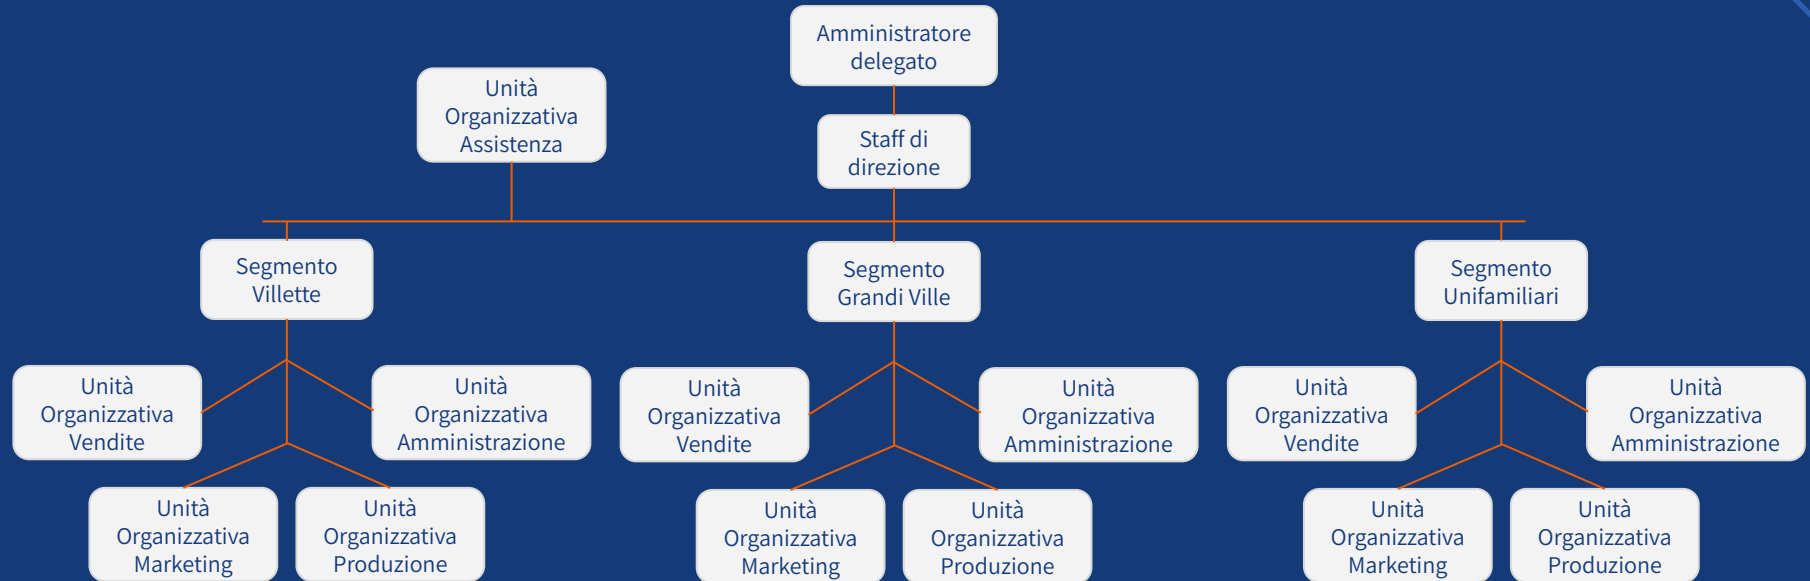 Amministratore
delegato
Unità
Organizzativa
Assistenza
Staff di
direzione
Segmento
Villette
Segmento
Grandi Ville
Segmento
Unifamiliari
Unità
Organizzativa
Vendite
Unità
Organizzativa
Amministrazione
Unità
Organizzativa
Vendite
Unità
Organizzativa
Amministrazione
Unità
Organizzativa
Vendite
Unità
Organizzativa
Amministrazione
Unità
Organizzativa
Marketing
Unità
Organizzativa
Produzione
Unità
Organizzativa
Marketing
Unità
Organizzativa
Produzione
Unità
Organizzativa
Marketing
Unità
Organizzativa
Produzione